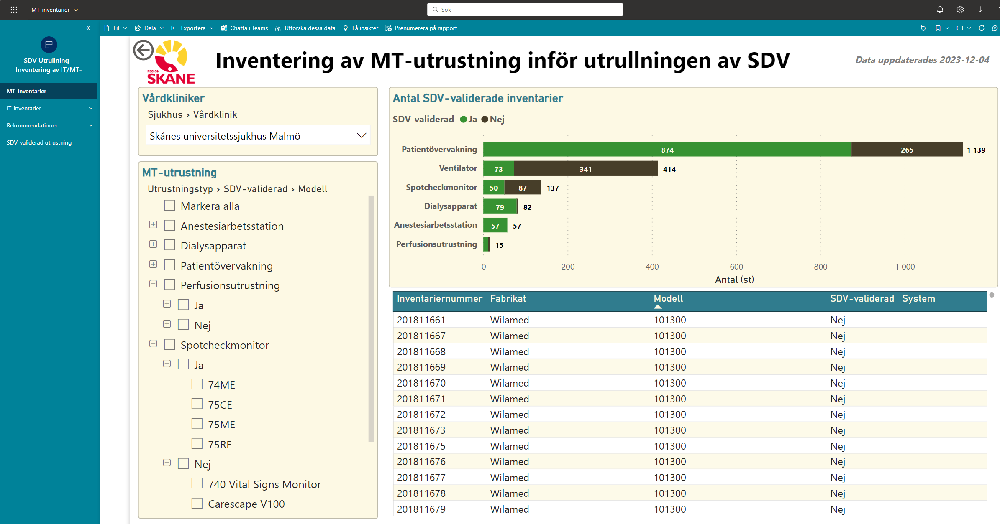 MT-inventarier
Sök
Fil
Dela
Exportera
Chatta i Teams
Utforska dessa data
Få insikter
Prenumerera på rapport
SDV Utrullning -
Inventering av IT/MT-
MT-inventarier
IT-inventarier
Rekommendationer
SDV-validerad utrustning
REGION
SKÅNE
Inventering av MT-utrustning inför utrullningen av SDV
Data uppdaterades 2023-12-04
Vårdkliniker
Sjukhus › Vårdklinik
Skånes universitetssjukhus Malmö
MT-utrustning
Utrustningstyp › SDV-validerad › Modell
Markera alla
Anestesiarbetsstation
Dialysapparat
Patientövervakning
Perfusionsutrustning
Ja
Nej
Spotcheckmonitor
Ja
74ME
75CE
75ME
75RE
Nej
740 Vital Signs Monitor
Carescape V100
Antal SDV-validerade inventarier
SDV-validerad Ja Nej
Patientövervakning 874 265 1 139
Ventilator 73 341 414
Spotcheckmonitor 50 87 137
Dialysapparat 79 82
Anestesiarbetsstation 57 57
Perfusionsutrustning 15
0 200 400 600 800 1 000
Antal (st)
Inventariernummer Fabrikat Modell SDV-validerad System
201811661 Wilamed 101300 Nej
201811667 Wilamed 101300 Nej
201811668 Wilamed 101300 Nej
201811669 Wilamed 101300 Nej
201811670 Wilamed 101300 Nej
201811671 Wilamed 101300 Nej
201811672 Wilamed 101300 Nej
201811673 Wilamed 101300 Nej
201811675 Wilamed 101300 Nej
201811676 Wilamed 101300 Nej
201811677 Wilamed 101300 Nej
201811678 Wilamed 101300 Nej
201811679 Wilamed 101300 Nej